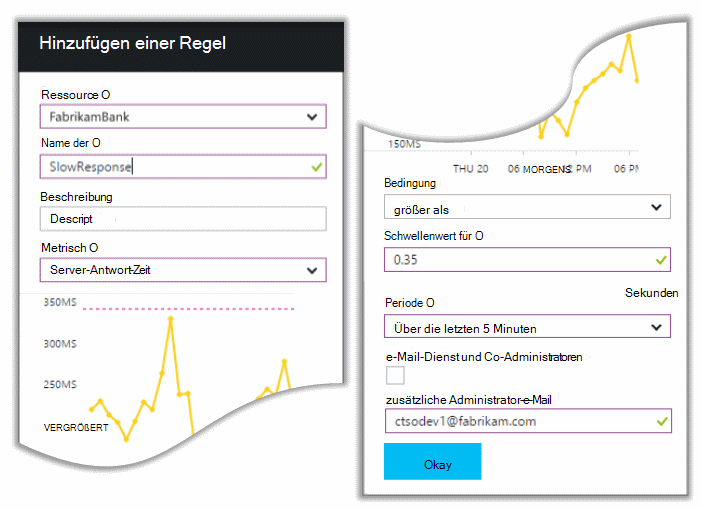 Hinzufügen einer Regel
Ressource O
FabrikamBank
Name der O
SlowResponse
Beschreibung
Descript
Metrisch O
Server-Antwort-Zeit
350MS
300MS
250MS
VERGRÖßERT
150MS
THU 20 06 MORGENS 2 PM 06 PM
Bedingung
größer als
Schwellenwert für O
0.35
Sekunden
Periode O
Über die letzten 5 Minuten
e-Mail-Dienst und Co-Administratoren
zusätzliche Administrator-e-Mail
ctsodev1@fabrikam.com
Okay